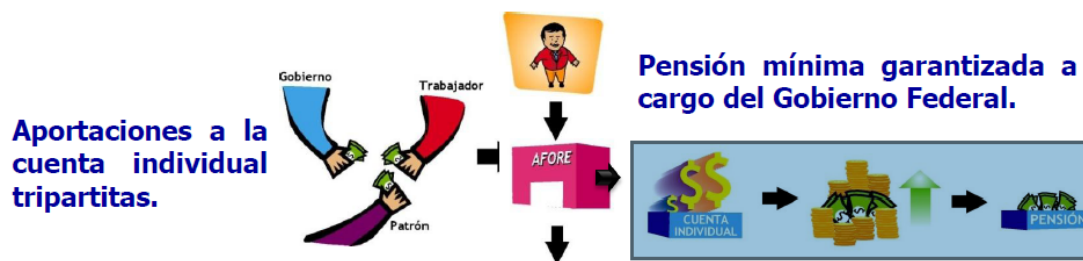 Aportaciones a la
cuenta individual
tripartitas.
Gobierno
Trabajador
Patrón
AFORE
Pensión mínima garantizada a
cargo del Gobierno Federal.
$$
$
CUENTA
INDIVIDUAL
PENSIÓN